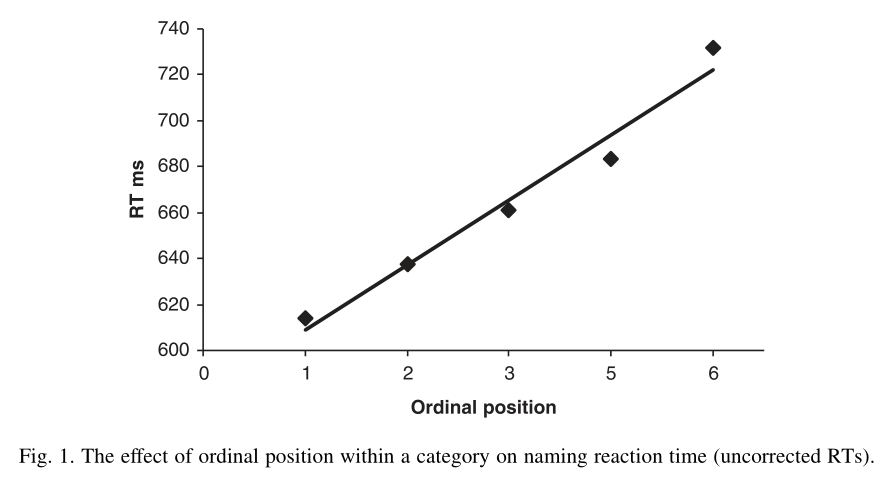 740
720
700
680
660
640
620
600
RT ms
0 1 2 3 5 6
Ordinal position
Fig. 1. The effect of ordinal position within a category on naming reaction time (uncorrected RTs).